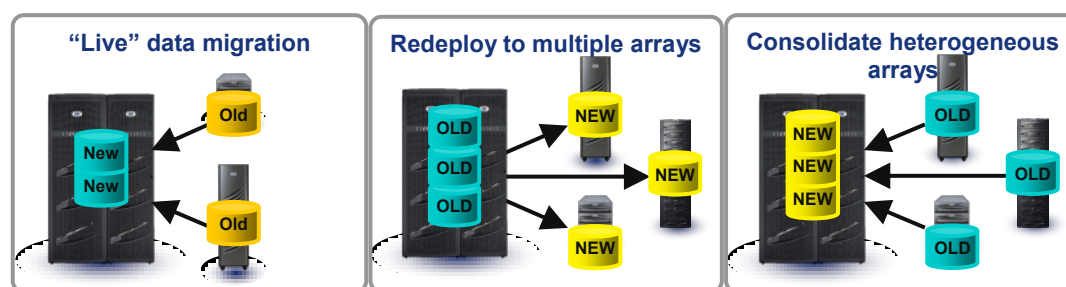 “Live” data migration
Old
New
New
Old
Redeploy to multiple arrays
OLD
OLD
OLD
NEW
NEW
NEW
Consolidate heterogeneous
arrays
NEW
NEW
NEW
OLD
OLD
OLD